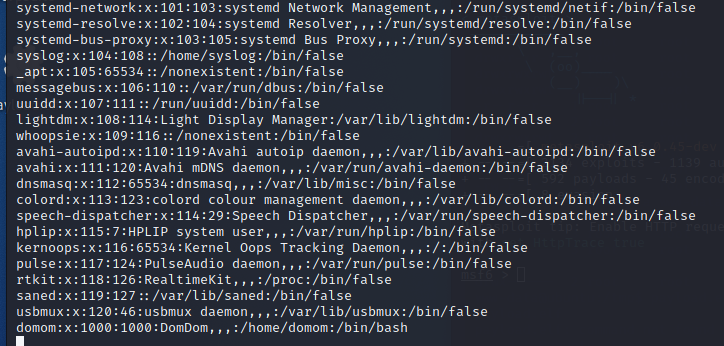 systemd-network:x:101:103:systemd Network Management,,,:/run/systemd/netif:/bin/false
systemd-resolve:x:102:104:systemd Resolver,,,:/run/systemd/resolve:/bin/false
systemd-bus-proxy:x:103:105:systemd Bus Proxy,,,:/run/systemd:/bin/false
syslog:x:104:108::/home/syslog:/bin/false
_apt:x:105:65534::/nonexistent:/bin/false
messagebus:x:106:110::/var/run/dbus:/bin/false
uuidd:x:107:111::/run/uuidd:/bin/false
lightdm:x:108:114:Light Display Manager:/var/lib/lightdm:/bin/false
whoopsie:x:109:116::/nonexistent:/bin/false
avahi-autoipd:x:110:119:Avahi autoip daemon,,,:/var/lib/avahi-autoipd:/bin/false
avahi:x:111:120:Avahi mDNS daemon,,,:/var/run/avahi-daemon:/bin/false
dnsmasq:x:112:65534:dnsmasq,,,:/var/lib/misc:/bin/false
colord:x:113:123:colord colour management daemon,,,:/var/lib/colord:/bin/false
speech-dispatcher:x:114:29:Speech Dispatcher,,,:/var/run/speech-dispatcher:/bin/false
hplip:x:115:7:HPLIP system user,,,:/var/run/hplip:/bin/false
kernoops:x:116:65534:Kernel Oops Tracking Daemon,,,:/:/bin/false
pulse:x:117:124:PulseAudio daemon,,,:/var/run/pulse:/bin/false
rtkit:x:118:126:RealtimeKit,,,:/proc:/bin/false
saned:x:119:127::/var/lib/saned:/bin/false
usbmux:x:120:46:usbmux daemon,,,:/var/lib/usbmux:/bin/false
domom:x:1000:1000:DomDom,,,:/home/domom:/bin/bash